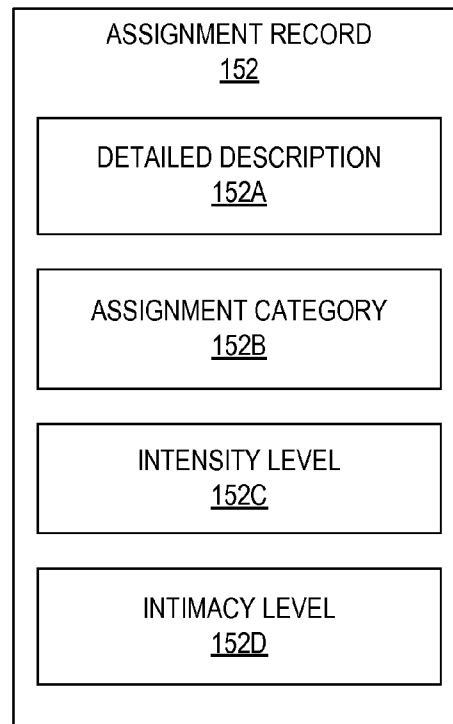 ASSIGNMENT RECORD
152
DETAILED DESCRIPTION
152A
ASSIGNMENT CATEGORY
152B
INTENSITY LEVEL
152C
INTIMACY LEVEL
152D